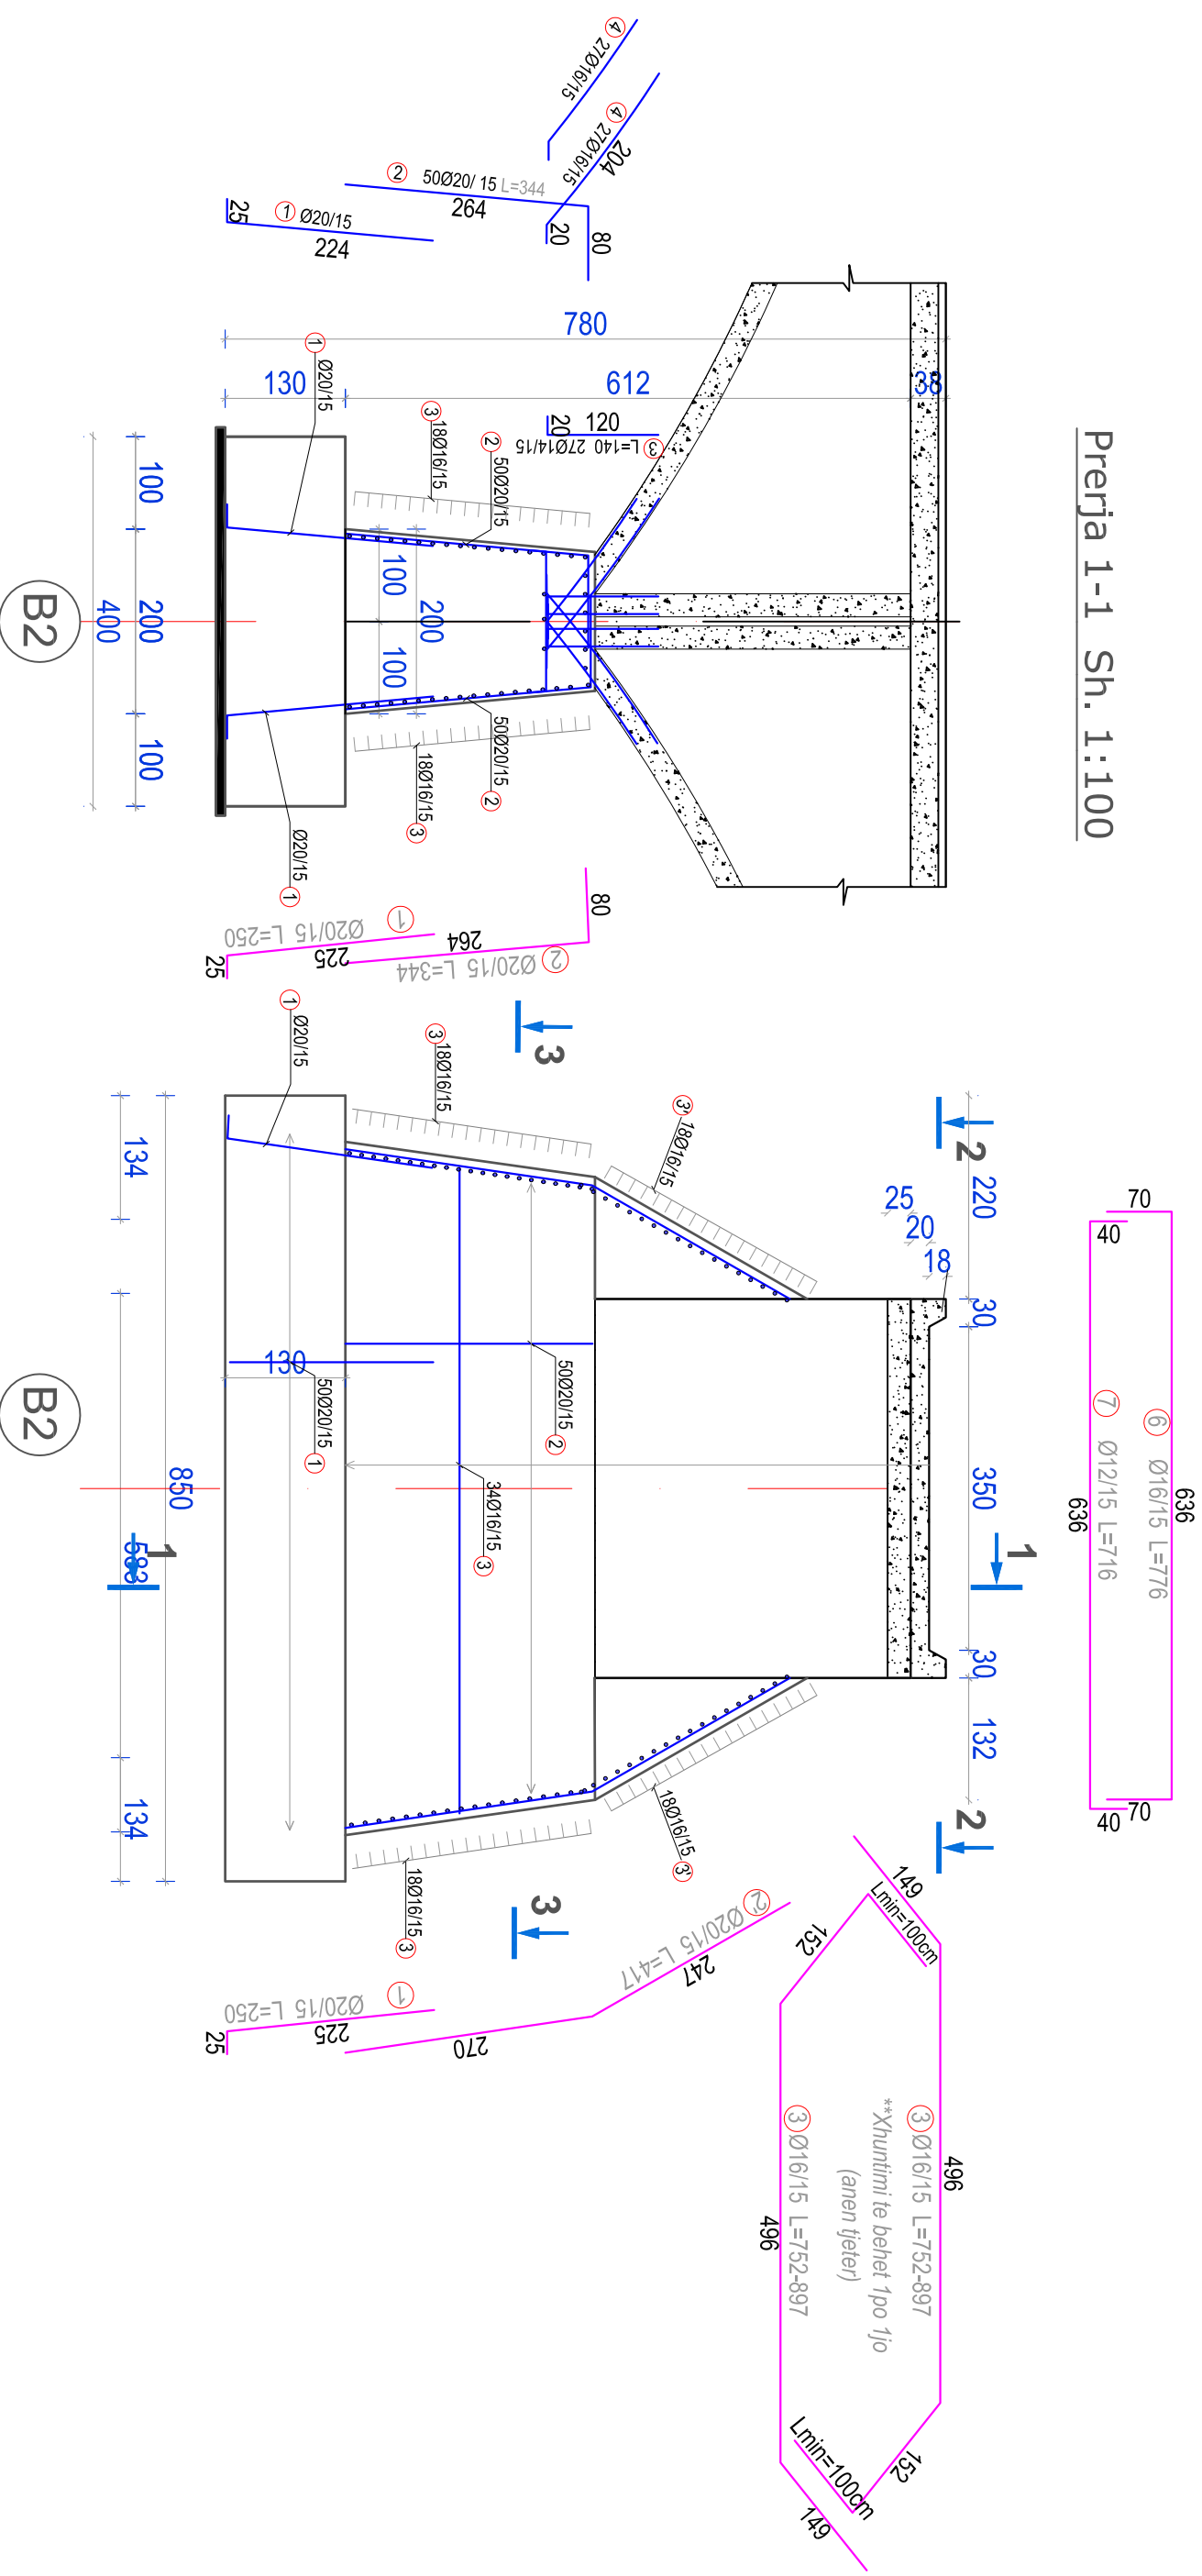 Prerja 1-1  Sh. 1:100
4 27Ø16/15
4 27Ø16/15
204
20
2 50Ø20/ 15 L=344
264
80
1 Ø20/15
224
25
780
130
612
38
1 Ø20/15
3 18Ø16/15
2 50Ø20/15
120
20
3 L=140 27Ø14/15
100
200
100
400
100
200
100
50Ø20/15 2
18Ø16/15 3
Ø20/15 1
B2
80
264
2 Ø20/15 L=344
1 Ø20/15 L=250
225
25
3
3
2
2
1
1
1 Ø20/15
3 18Ø16/15
3' 18Ø16/15
220
30
350
30
132
25
20
18
130
50Ø20/15 2
50Ø20/15 1
34Ø16/15 3
18Ø16/15 3'
18Ø16/15 3
134
583
134
850
B2
70
636
70
6 Ø16/15 L=776
40
7 Ø12/15 L=716
636
40
2' Ø20/15 L=417
247
270
1 Ø20/15 L=250
225
25
149
Lmin=100cm
152
496
3 Ø16/15 L=752-897
**Xhuntimi te behet 1po 1jo
(anen tjeter)
3 Ø16/15 L=752-897
496
152
Lmin=100cm
149